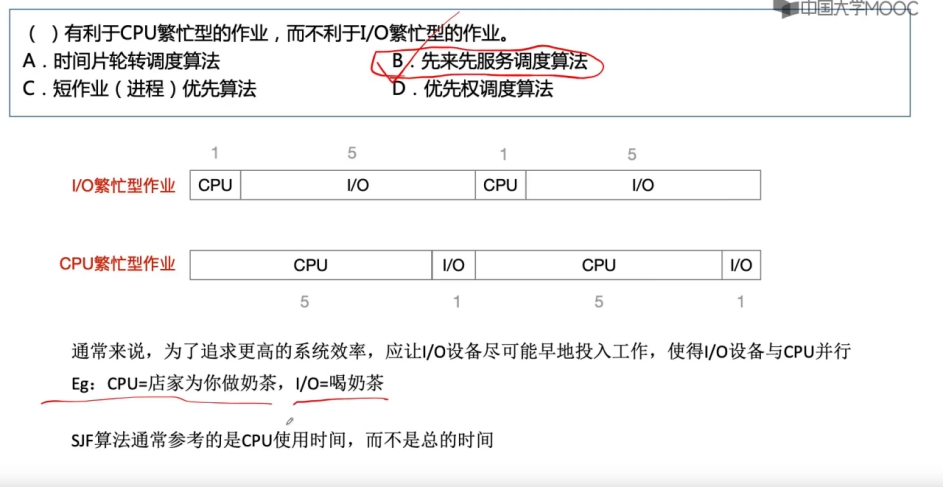 中国大学MOOC
（ ）有利于CPU繁忙型的作业，而不利于I/O繁忙型的作业。
A．时间片轮转调度算法 B．先来先服务调度算法
C．短作业（进程）优先算法 D．优先权调度算法
1 5 1 5
I/O繁忙型作业 CPU I/O CPU I/O
CPU繁忙型作业 CPU I/O CPU I/O
5 1 5 1
通常来说，为了追求更高的系统效率，应让I/O设备尽可能早地投入工作，使得I/O设备与CPU并行
Eg：CPU=店家为你做奶茶，I/O=喝奶茶
SJF算法通常参考的是CPU使用时间，而不是总的时间